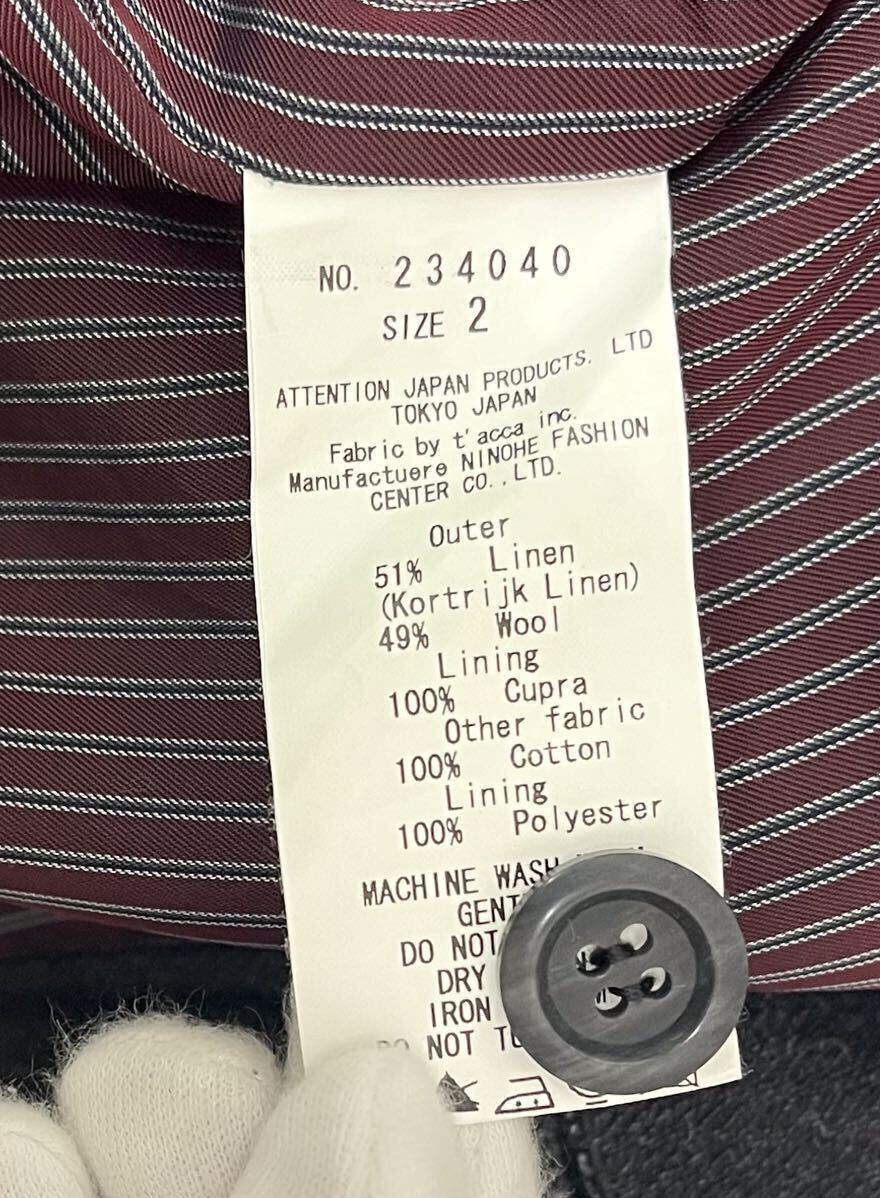 NO. 234040
SIZE 2
ATTENTION JAPAN PRODUCTS. LTD
TOKYO JAPAN
Fabric by t'acca inc.
Manufactuere NINOHE FASHION
CENTER CO.,LTD.
Outer
51% Linen
(Kortrijk Linen)
49% Wool
Lining
100% Cupra
Other fabric
100% Cotton
Lining
100% Polyester
MACHINE WASH
DO NOT
DRY
IRON
NOT